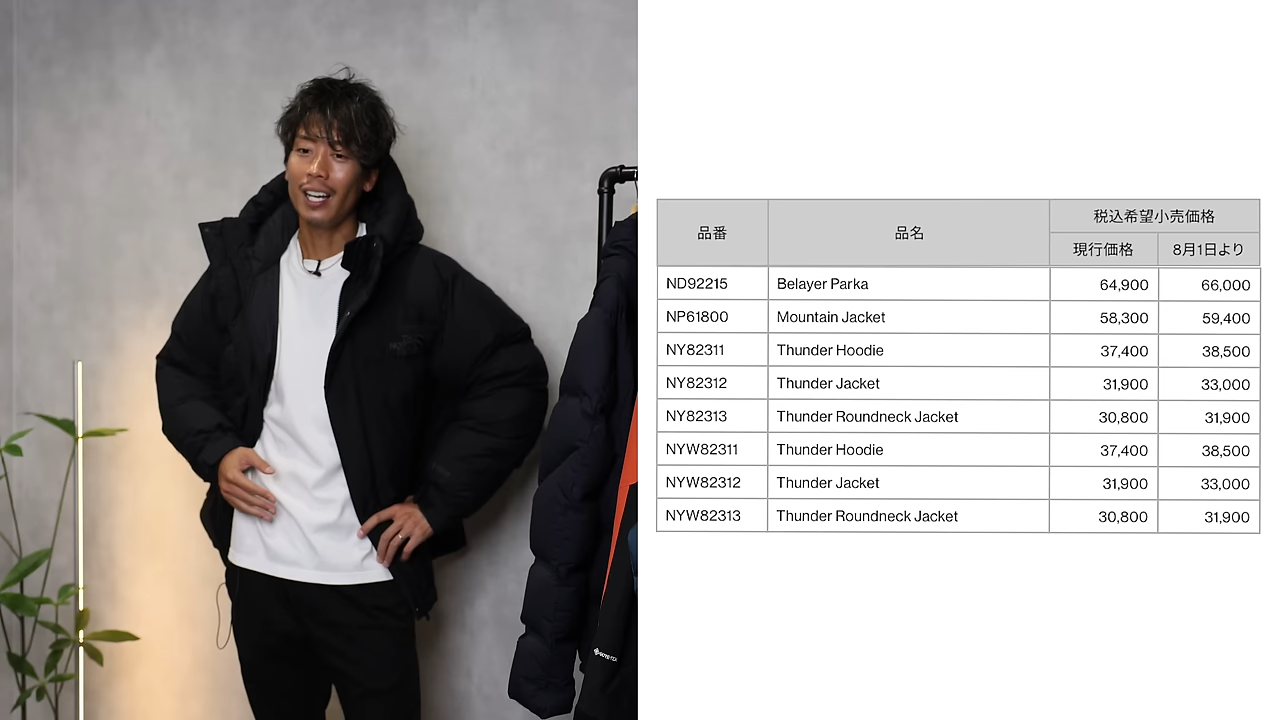 品番 品名 税込希望小売価格
現行価格 8月1日より
ND92215 Belayer Parka 64,900 66,000
NP61800 Mountain Jacket 58,300 59,400
NY82311 Thunder Hoodie 37,400 38,500
NY82312 Thunder Jacket 31,900 33,000
NY82313 Thunder Roundneck Jacket 30,800 31,900
NYW82311 Thunder Hoodie 37,400 38,500
NYW82312 Thunder Jacket 31,900 33,000
NYW82313 Thunder Roundneck Jacket 30,800 31,900